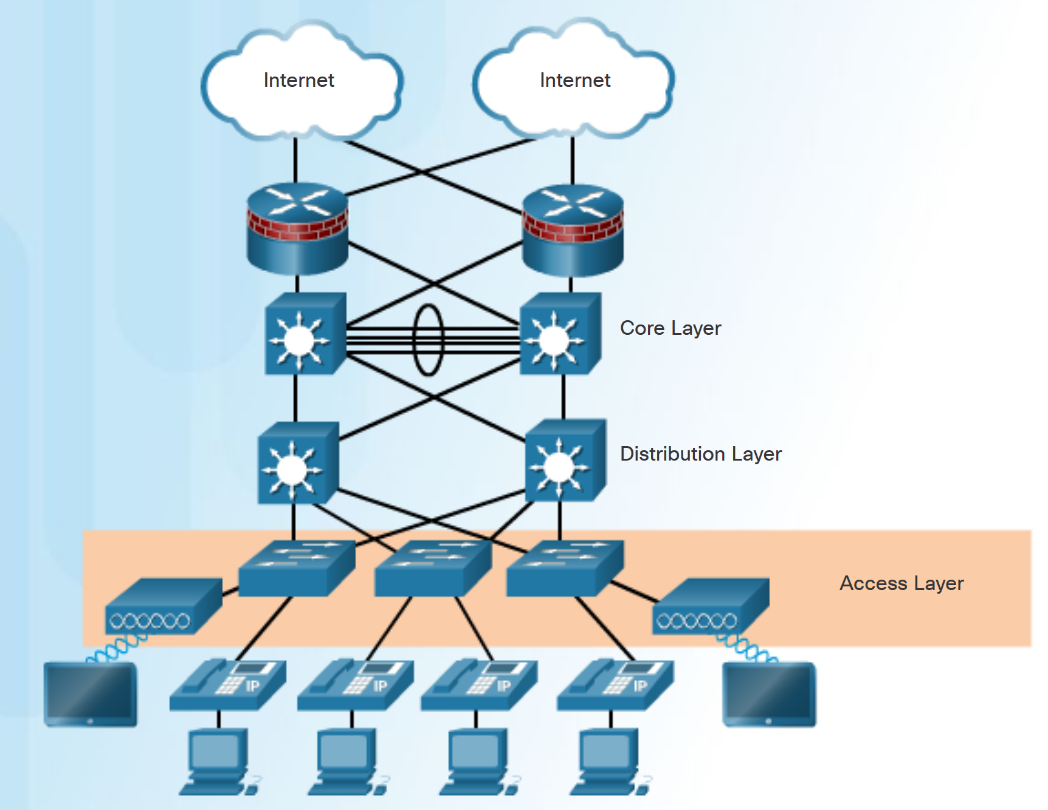 Internet
Internet
Core Layer
Distribution Layer
Access Layer
IP
IP
IP
IP